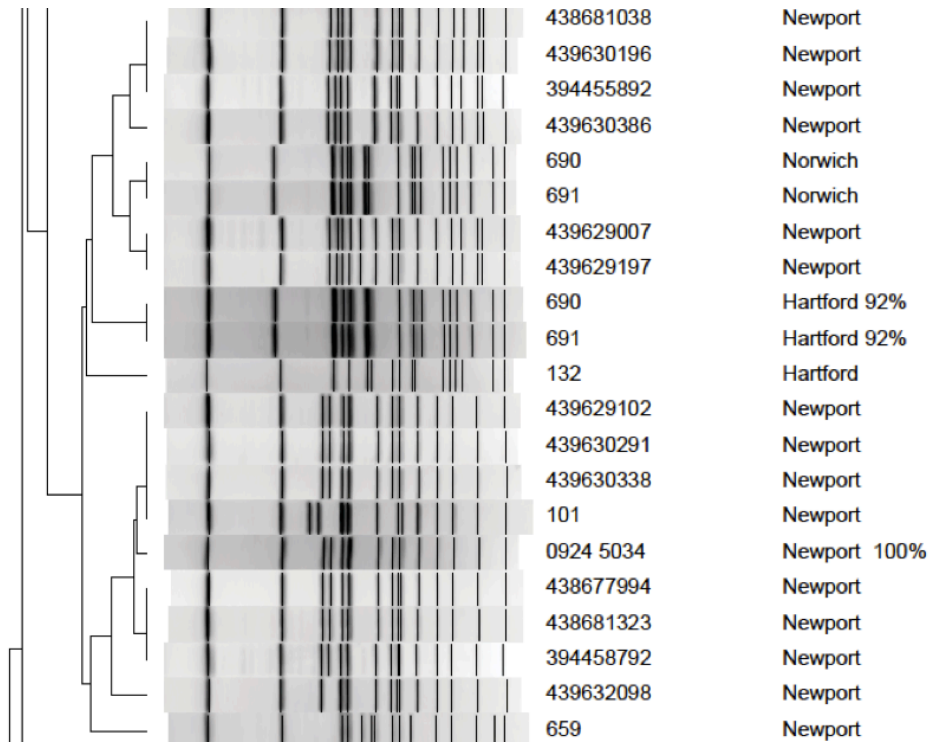 438681038 Newport
439630196 Newport
394455892 Newport
439630386 Newport
690 Norwich
691 Norwich
439629007 Newport
439629197 Newport
690 Hartford 92%
691 Hartford 92%
132 Hartford
439629102 Newport
439630291 Newport
439630338 Newport
101 Newport
0924 5034 Newport 100%
438677994 Newport
438681323 Newport
394458792 Newport
439632098 Newport
659 Newport